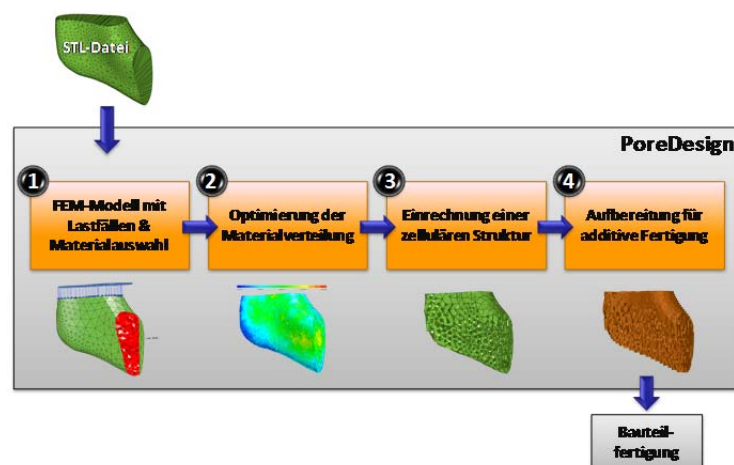 STL-Datei
PoreDesign
1
FEM-Modell mit
Lastfällen &
Materialauswahl
2
Optimierung der
Materialverteilung
3
Einrechnung einer
zellulären Struktur
4
Aufbereitung für
additive Fertigung
Bauteil-
fertigung